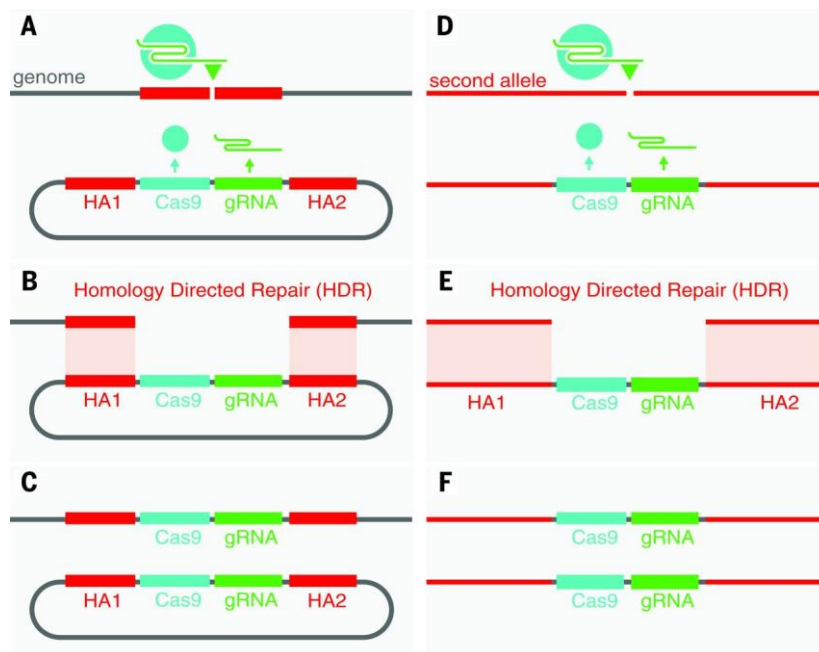 A
genome
HA1 Cas9 gRNA HA2
B
Homology Directed Repair (HDR)
HA1 Cas9 gRNA HA2
C
Cas9 gRNA
HA1 Cas9 gRNA HA2
D
second allele
Cas9 gRNA
E
Homology Directed Repair (HDR)
HA1 Cas9 gRNA HA2
F
Cas9 gRNA
Cas9 gRNA